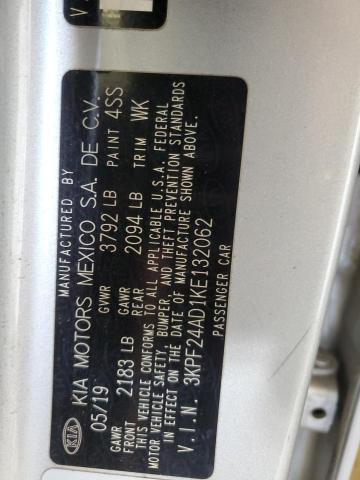 V.
MANUFACTURED BY
KIA KIA MOTORS MEXICO S.A. DE C.V.
05/19 GVWR 3792 LB PAINT 4SS
GAWR FRONT 2183 LB GAWR REAR 2094 LB TRIM WK
THIS VEHICLE CONFORMS TO ALL APPLICABLE U.S.A. FEDERAL
MOTOR VEHICLE SAFETY, BUMPER, AND THEFT PREVENTION STANDARDS
IN EFFECT ON THE DATE OF MANUFACTURE SHOWN ABOVE.
V.I.N. 3KPF24AD1KE132062
PASSENGER CAR